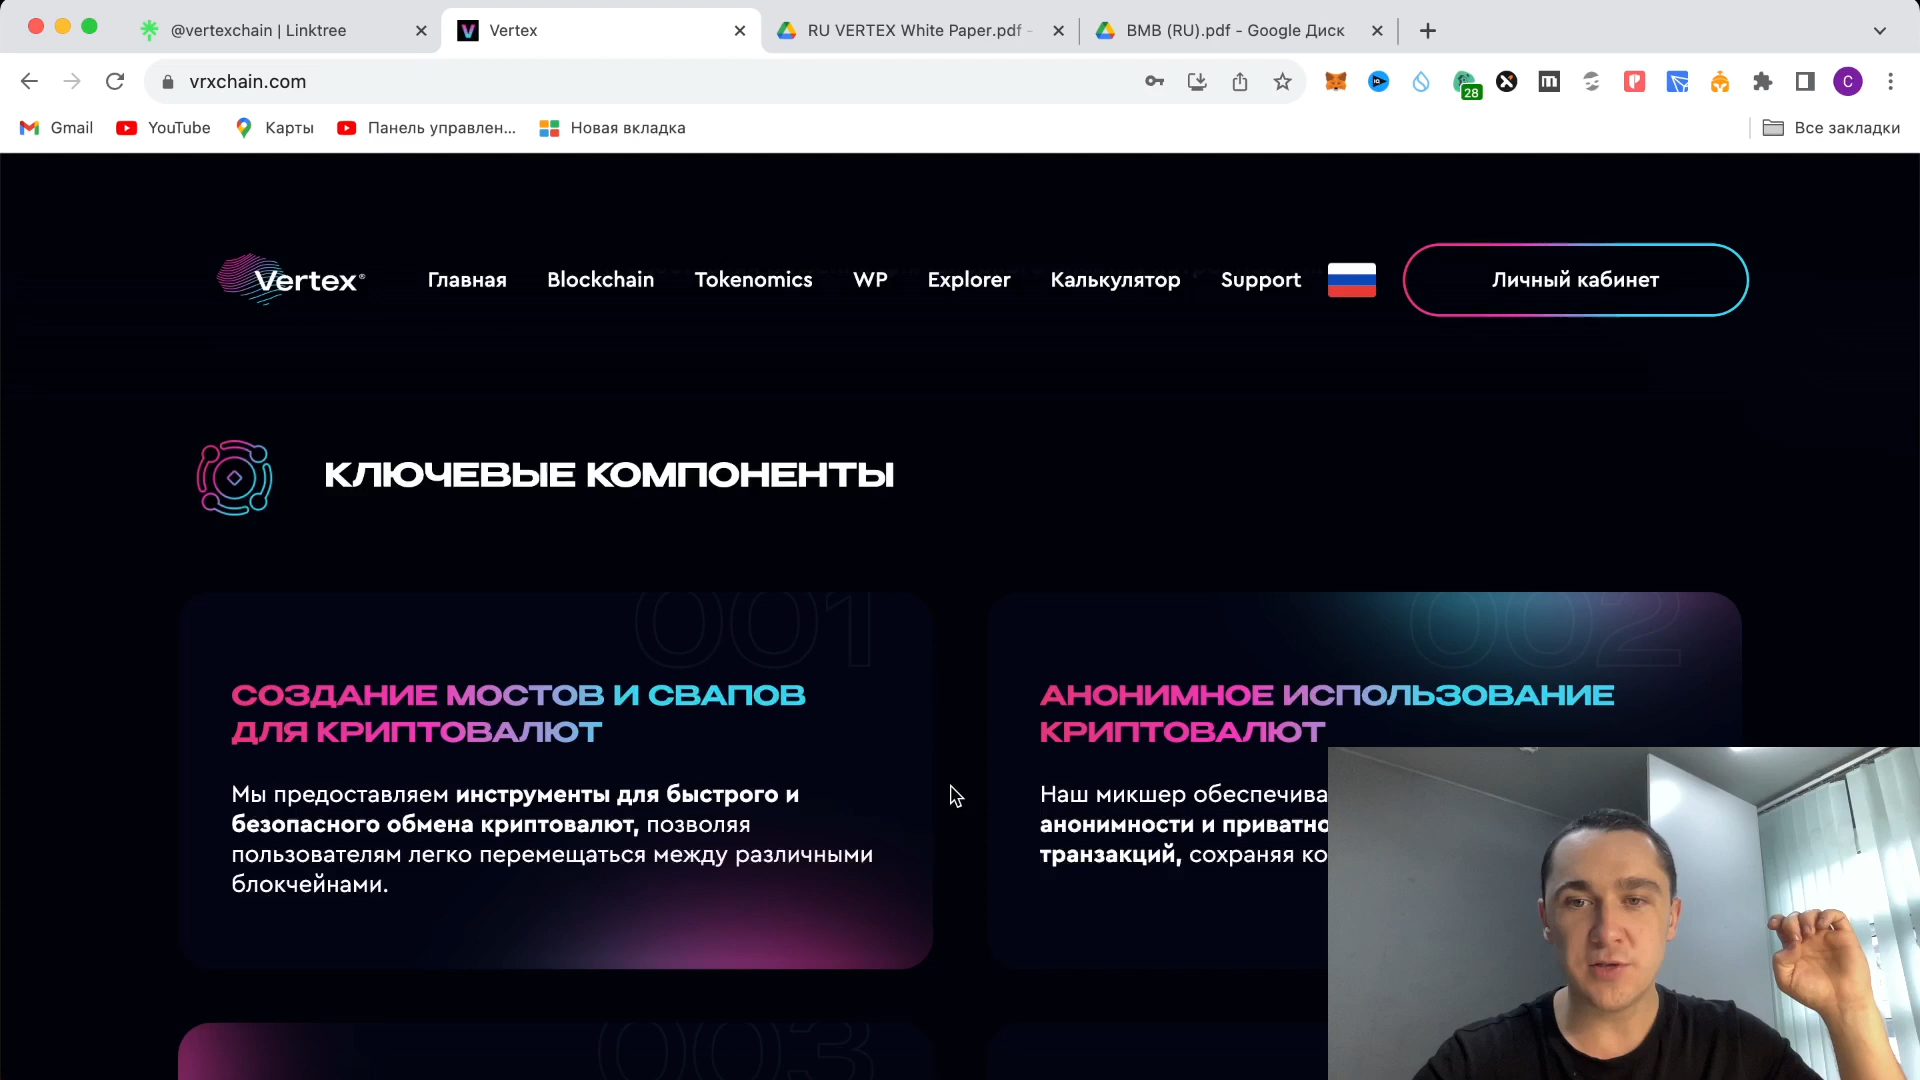 @vertexchain | Linktree
Vertex
RU VERTEX White Paper.pdf -
BMB (RU).pdf - Google Диск
vrxchain.com
28
C
Gmail
YouTube
Карты
Панель управлен...
Новая вкладка
Все закладки
Vertex®
Главная
Blockchain
Tokenomics
WP
Explorer
Калькулятор
Support
Личный кабинет
КЛЮЧЕВЫЕ КОМПОНЕНТЫ
001
СОЗДАНИЕ МОСТОВ И СВАПОВ
ДЛЯ КРИПТОВАЛЮТ
Мы предоставляем инструменты для быстрого и
безопасного обмена криптовалют, позволяя
пользователям легко перемещаться между различными
блокчейнами.
002
АНОНИМНОЕ ИСПОЛЬЗОВАНИЕ
КРИПТОВАЛЮТ
Наш микшер обеспечива
анонимности и приватно
транзакций, сохраняя ко
003